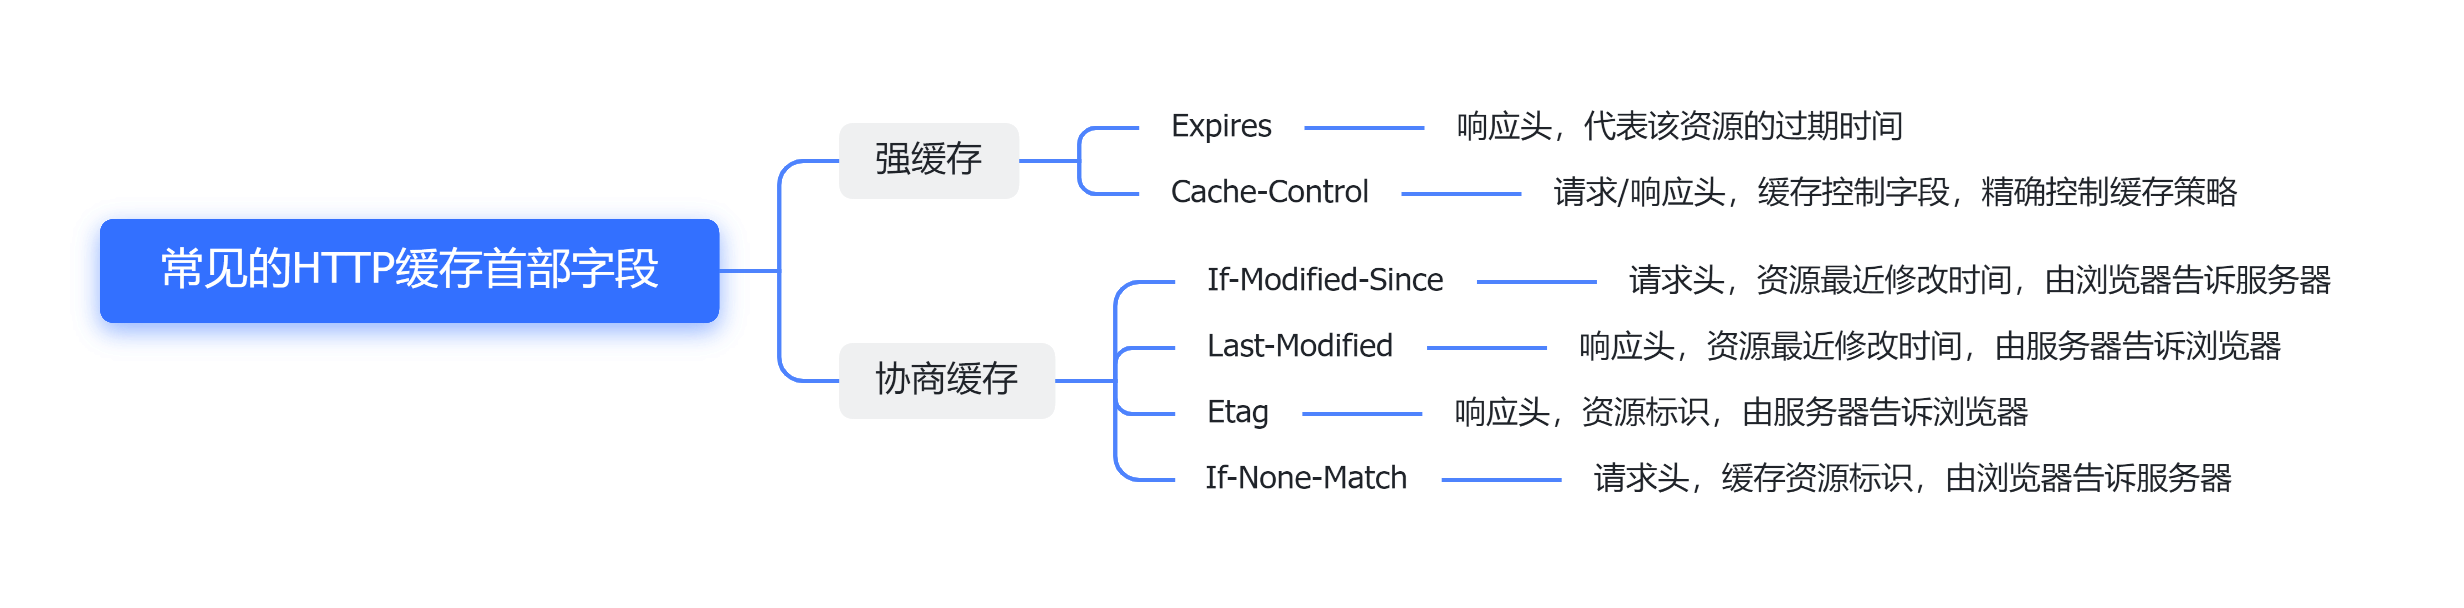 常见的HTTP缓存首部字段
强缓存
Expires
响应头，代表该资源的过期时间
Cache-Control
请求/响应头，缓存控制字段，精确控制缓存策略
协商缓存
If-Modified-Since
请求头，资源最近修改时间，由浏览器告诉服务器
Last-Modified
响应头，资源最近修改时间，由服务器告诉浏览器
Etag
响应头，资源标识，由服务器告诉浏览器
If-None-Match
请求头，缓存资源标识，由浏览器告诉服务器